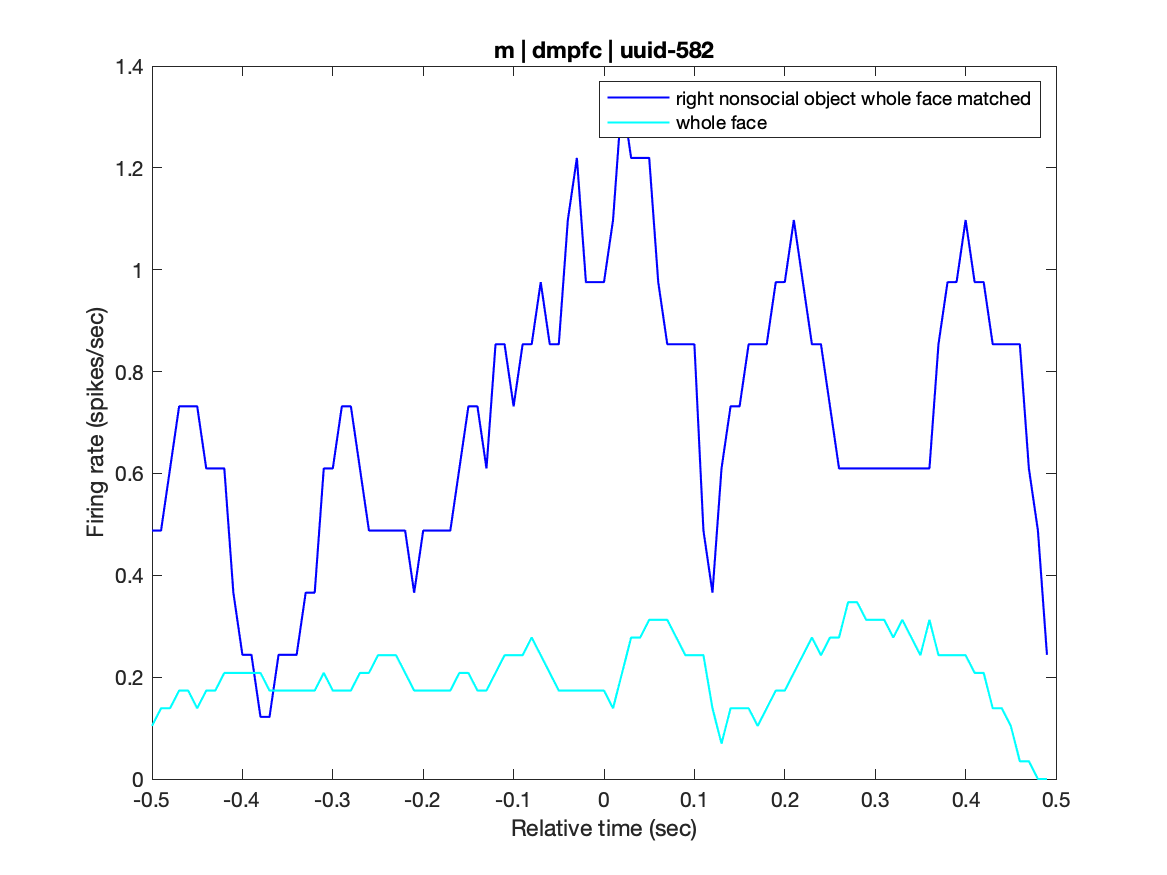 m | dmpfc | uuid-582
right nonsocial object whole face matched
whole face
1.4
1.2
1
0.8
0.6
0.4
0.2
0
Firing rate (spikes/sec)
-0.5 -0.4 -0.3 -0.2 -0.1 0 0.1 0.2 0.3 0.4 0.5
Relative time (sec)